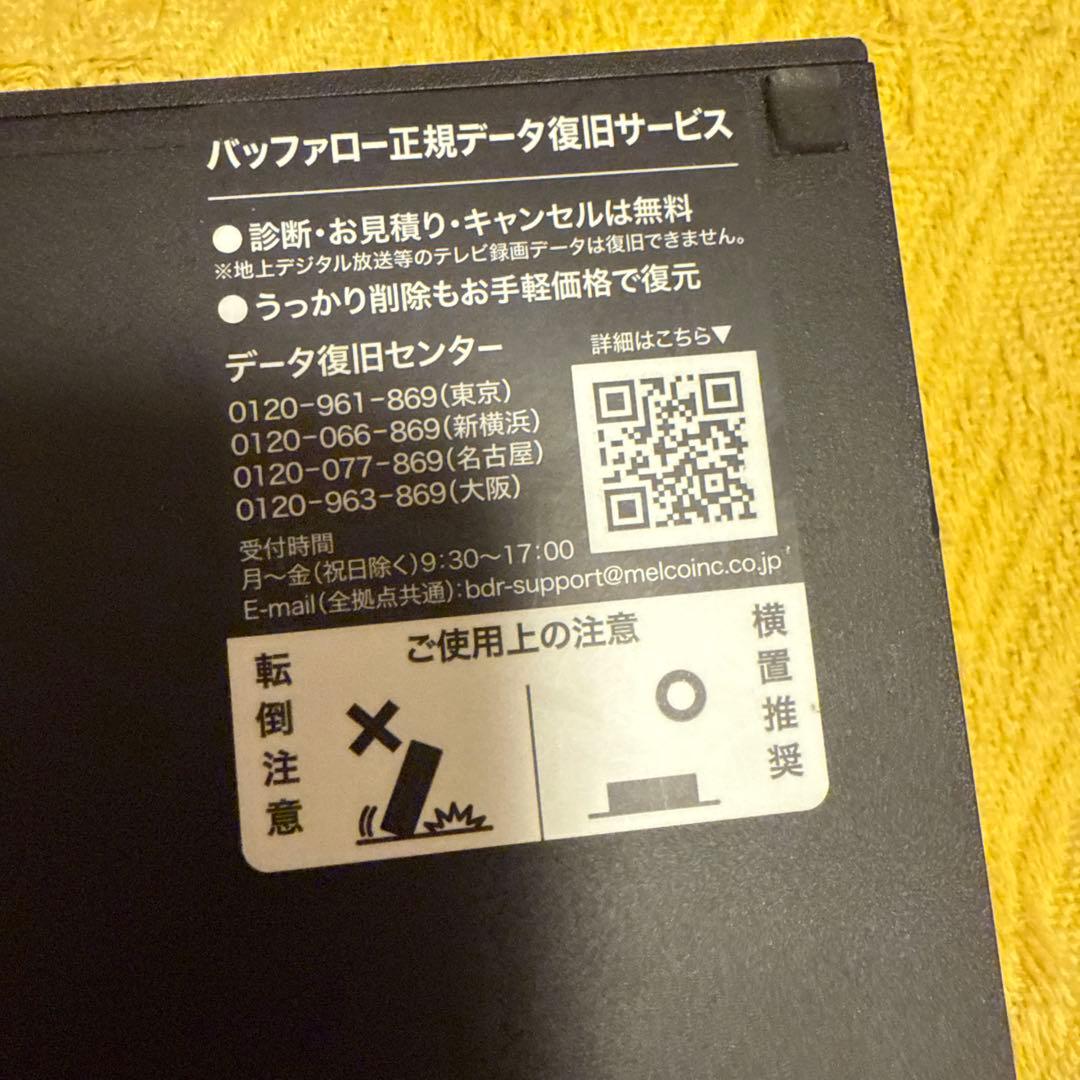 バッファロー正規データ復旧サービス
●診断・お見積り・キャンセルは無料
※地上デジタル放送等のテレビ録画データは復旧できません。
●うっかり削除もお手軽価格で復元
データ復旧センター
0120-961-869(東京)
0120-066-869(新横浜)
0120-077-869(名古屋)
0120-963-869(大阪)
受付時間
月〜金(祝日除く)9:30〜17:00
E-mail(全拠点共通):bdr-support@melcoinc.co.jp
詳細はこちら▼
ご使用上の注意
転倒注意
横置推奨